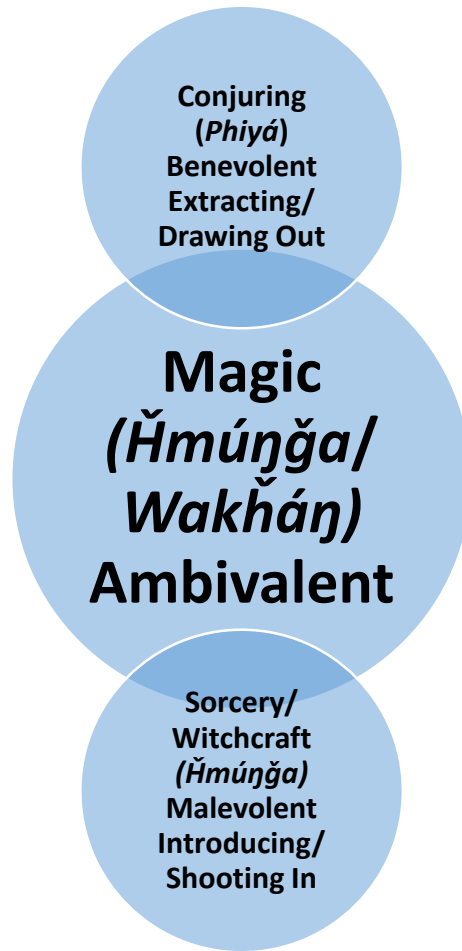 Conjuring
(Phiyá)
Benevolent
Extracting/
Drawing Out
Magic
(Ȟmúŋǧa/
Wakȟáŋ)
Ambivalent
Sorcery/
Witchcraft
(Ȟmúŋǧa)
Malevolent
Introducing/
Shooting In